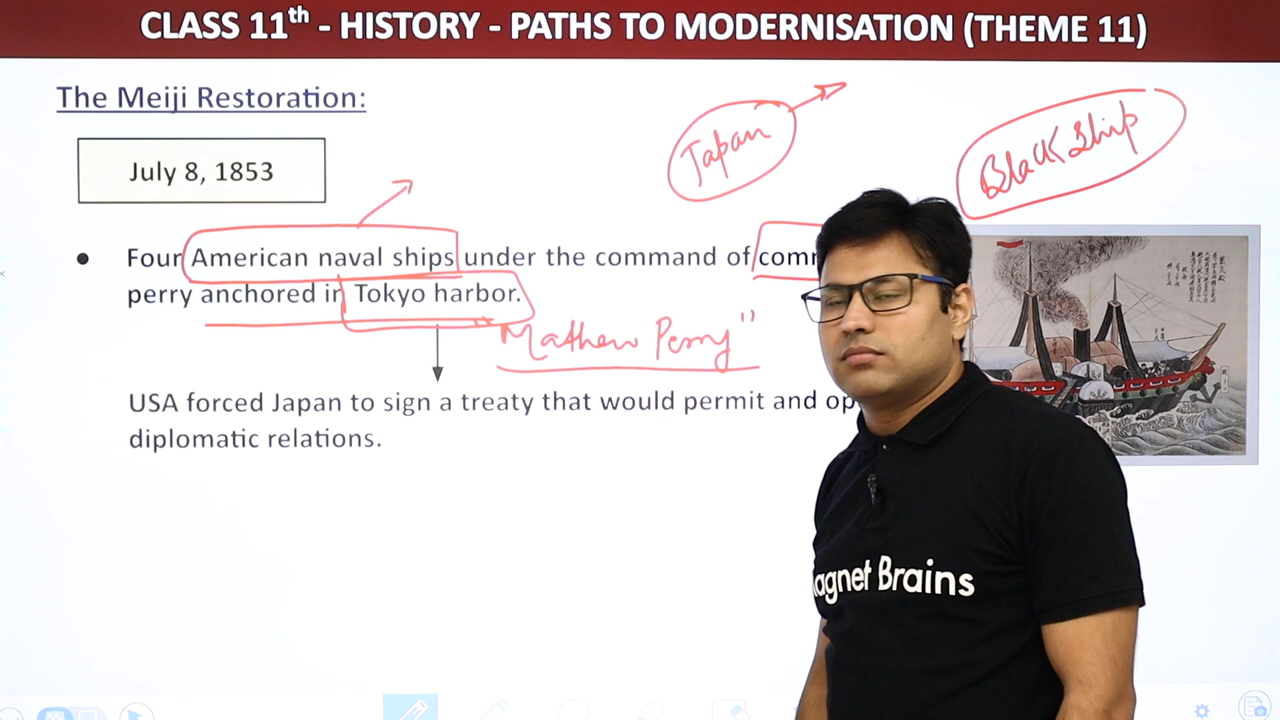 CLASS 11th - HISTORY - PATHS TO MODERNISATION (THEME 11)
The Meiji Restoration:
Japan
Black Ship
July 8, 1853
● Four American naval ships under the command of
perry anchored in Tokyo harbor.
"Mathew Perry"
USA forced Japan to sign a treaty that would permit and
diplomatic relations.
Brains